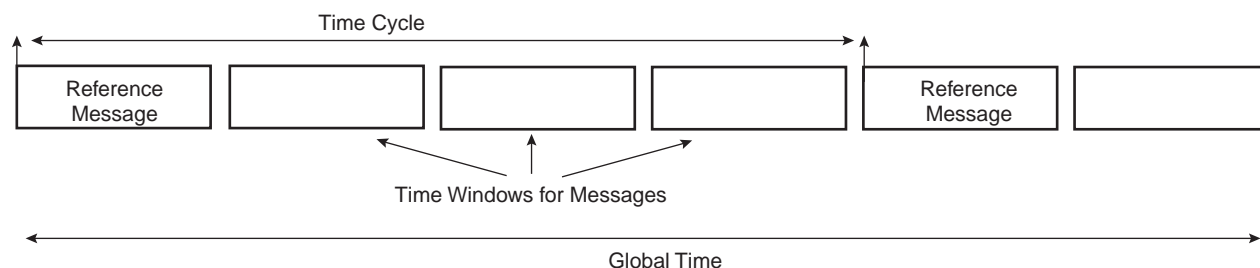 Time Cycle
Reference
Message
Reference
Message
Time Windows for Messages
Global Time